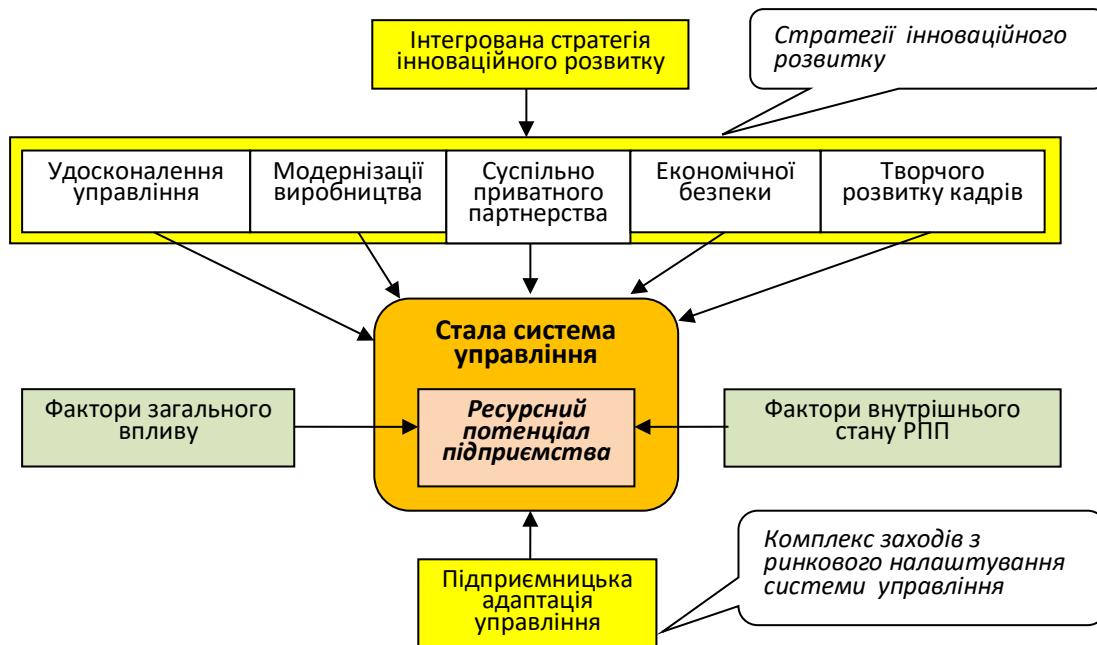 Інтегрована стратегія
інноваційного розвитку
Стратегії інноваційного
розвитку
Удосконалення
управління
Модернізації
виробництва
Суспільно
приватного
партнерства
Економічної
безпеки
Творчого
розвитку кадрів
Стала система
управління
Фактори загального
впливу
Ресурсний
потенціал
підприємства
Фактори внутрішнього
стану РПП
Підприємницька
адаптація
управління
Комплекс заходів з
ринкового налаштування
системи управління